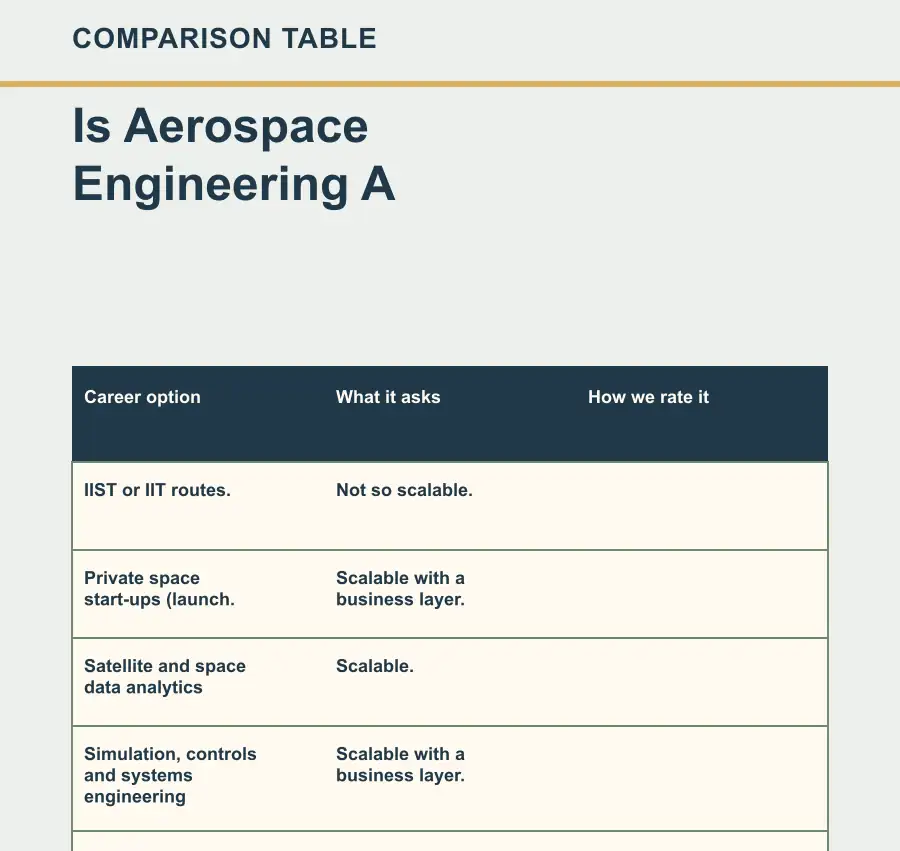 COMPARISON TABLE
Is Aerospace
Engineering A
Career option
What it asks
How we rate it
IIST or IIT routes.
Not so scalable.
Private space
start-ups (launch.
Scalable with a
business layer.
Satellite and space
data analytics
Scalable.
Simulation, controls
and systems
engineering
Scalable with a
business layer.